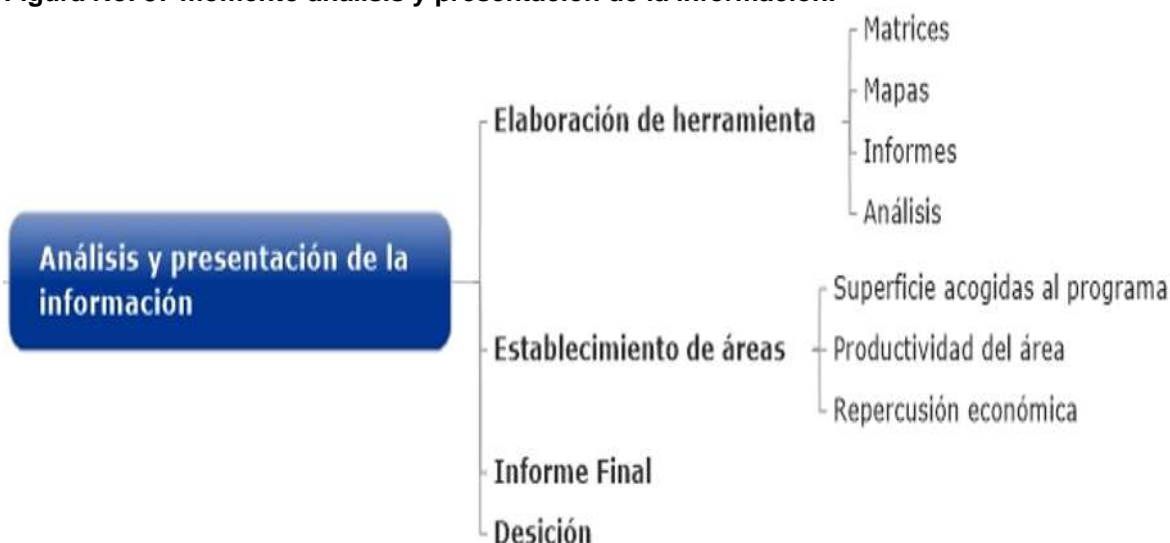 Matrices
Mapas
Elaboración de herramienta
Informes
Análisis
Análisis y presentación de la
información
Superficie acogidas al programa
Establecimiento de áreas
Productividad del área
Repercusión económica
Informe Final
Desición